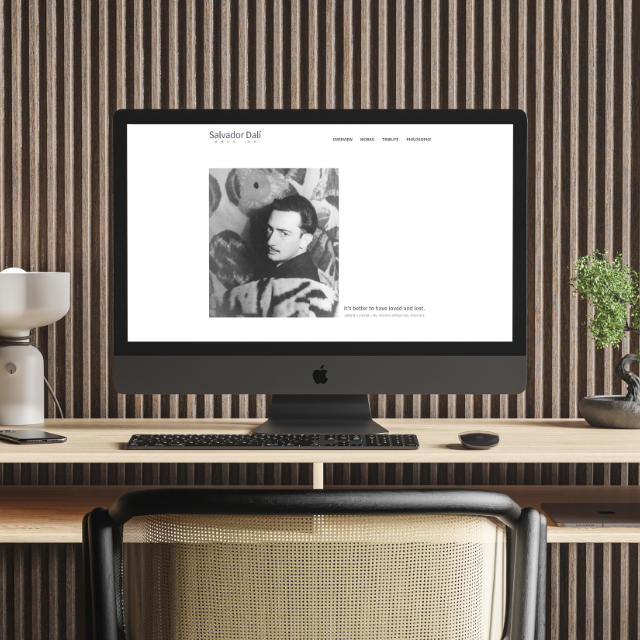 Salvador Dalí
OVERVIEW WORKS TRIBUTE PHILOSOPHY
It's better to have loved and lost.